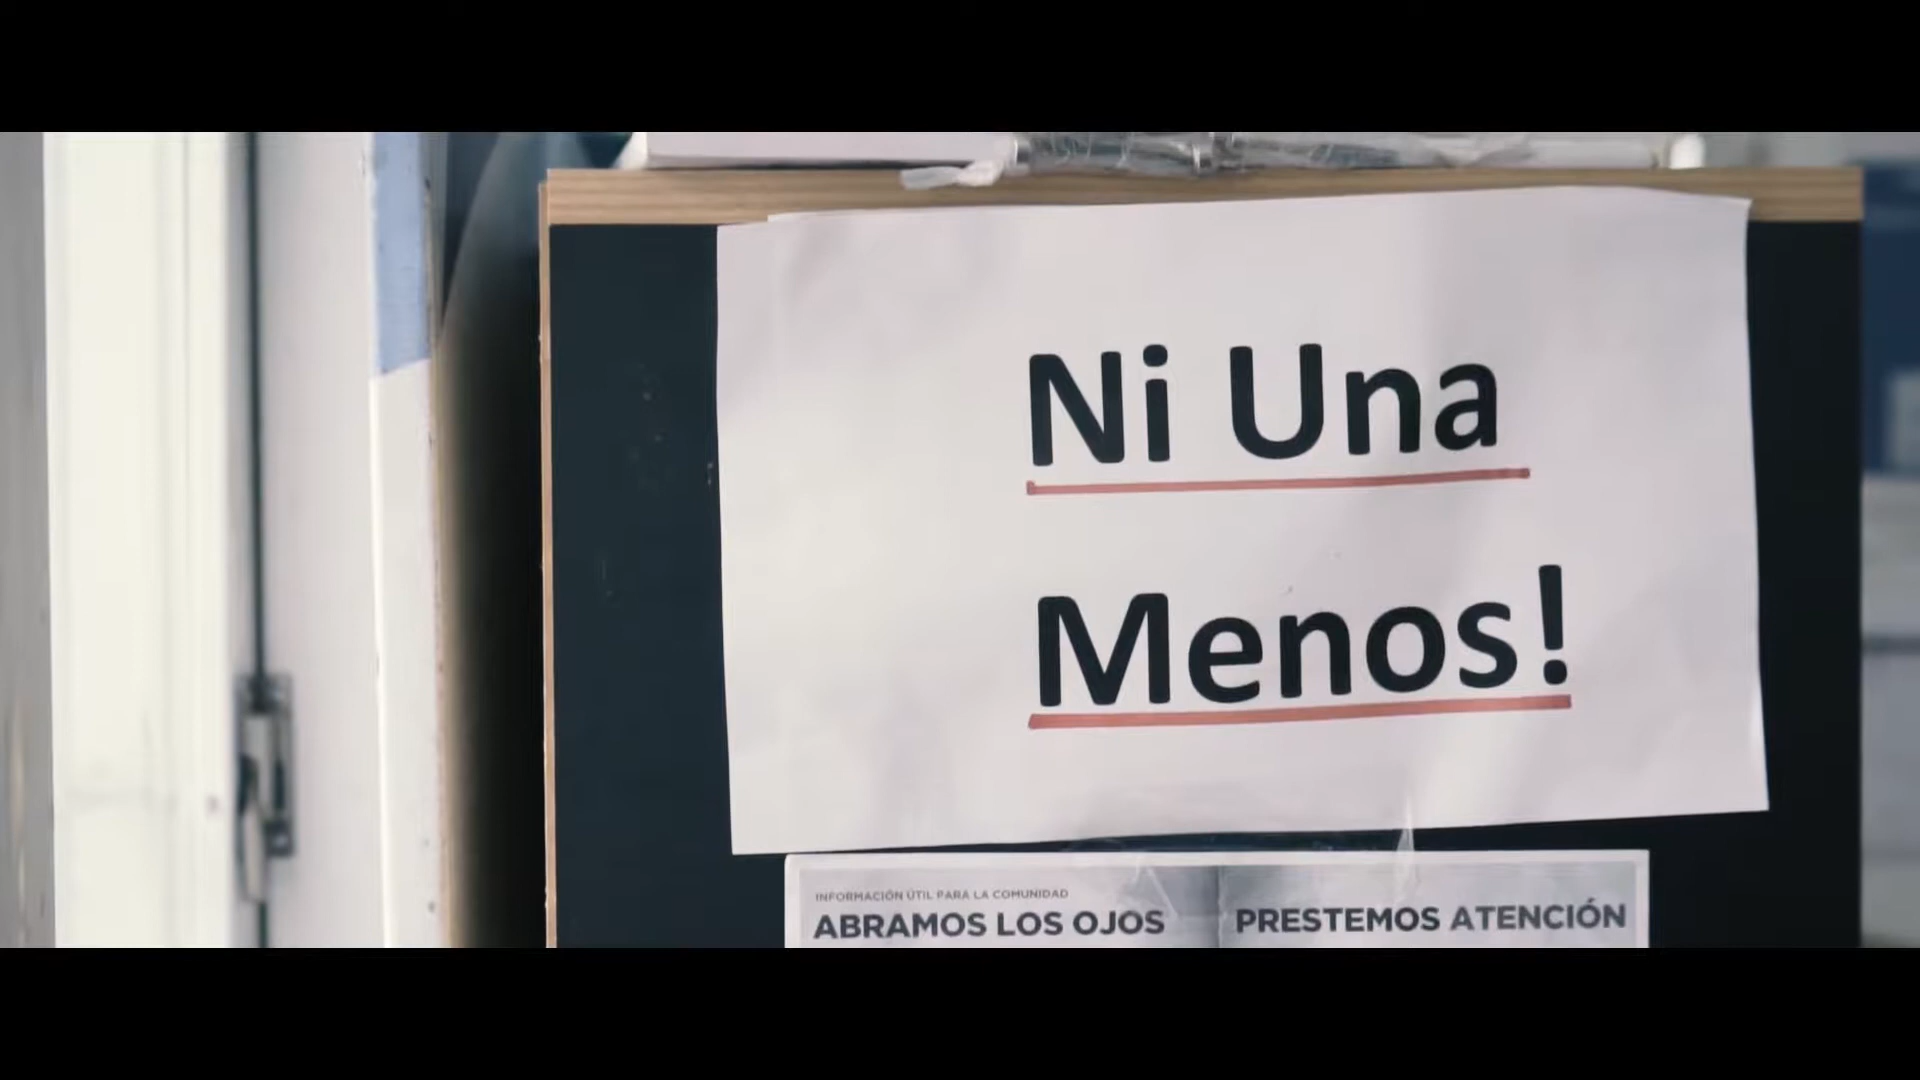 Ni Una
Menos!
INFORMACIÓN ÚTIL PARA LA COMUNIDAD
ABRAMOS LOS OJOS
PRESTEMOS ATENCIÓN